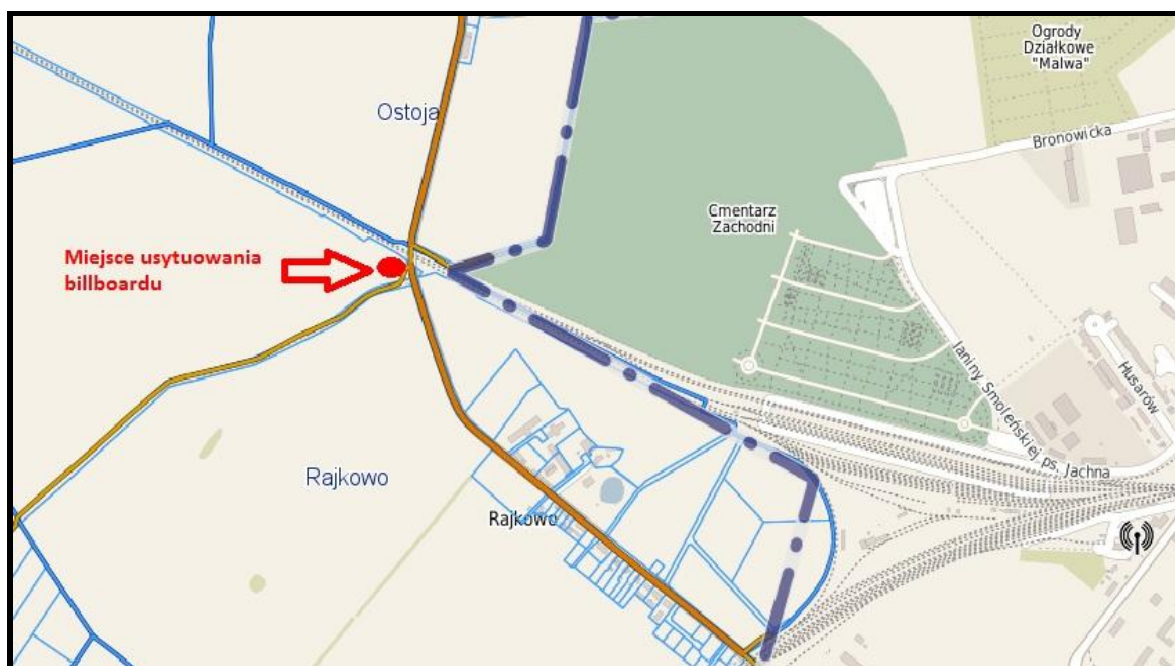 Ogrody
Działkowe
"Malwa"
Ostoja
Bronowicka
Cmentarz
Zachodni
Miejsce usytuowania
billboardu
Janiny Smoleńskiej ps. Jachna
Husarów
Rajkowo
Rajkowo